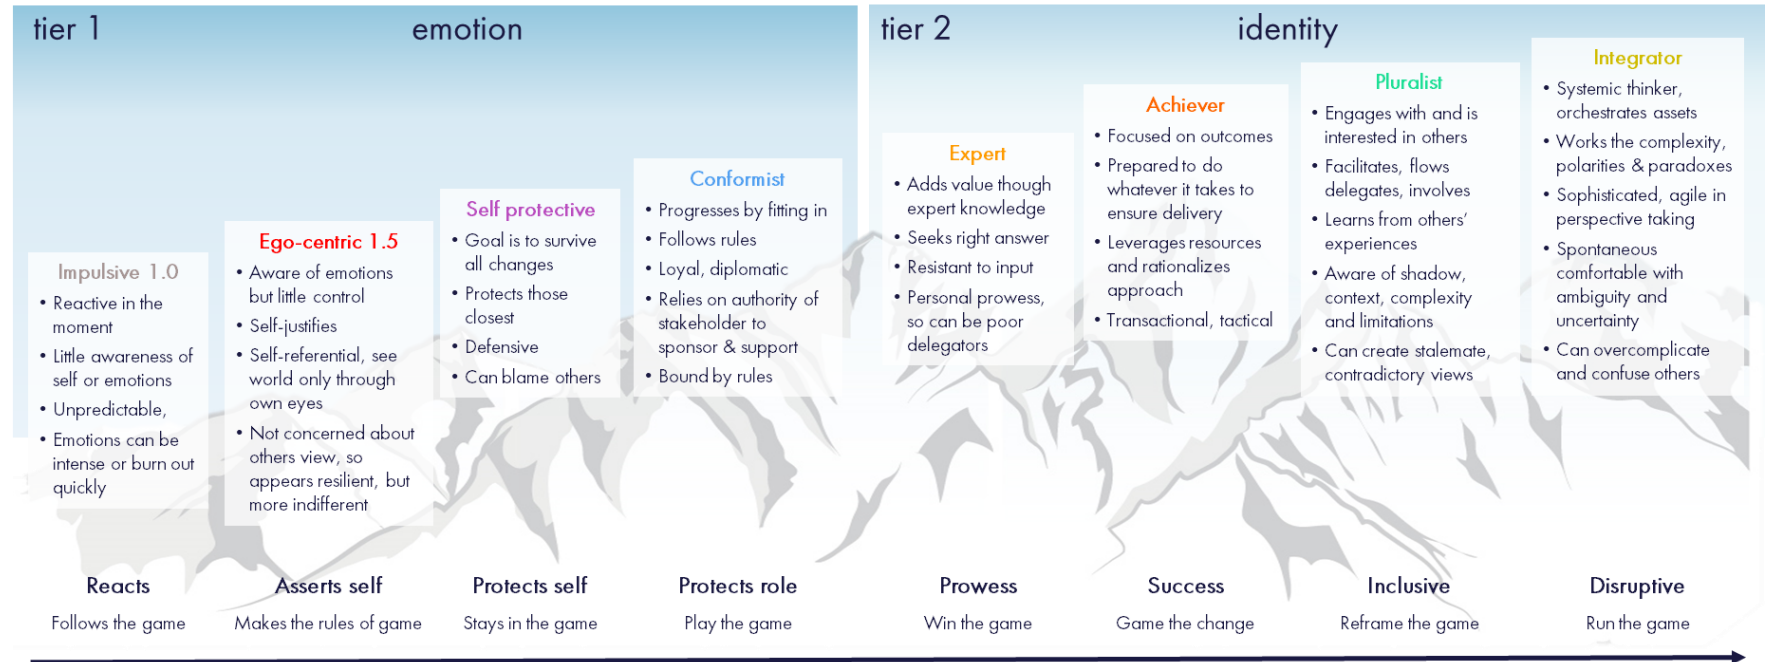 tier 1
emotion
Impulsive 1.0
• Reactive in the
moment
• Little awareness of
self or emotions
• Unpredictable,
• Emotions can be
intense or burn out
quickly
Ego-centric 1.5
• Aware of emotions
but little control
• Self-justifies
• Self-referential, see
world only through
own eyes
• Not concerned about
others view, so
appears resilient, but
more indifferent
Self protective
• Goal is to survive
all changes
• Protects those
closest
• Defensive
• Can blame others
Conformist
• Progresses by fitting in
• Follows rules
• Loyal, diplomatic
• Relies on authority of
stakeholder to
sponsor & support
• Bound by rules
tier 2
identity
Expert
• Adds value though
expert knowledge
• Seeks right answer
• Resistant to input
• Personal prowess,
so can be poor
delegators
Achiever
• Focused on outcomes
• Prepared to do
whatever it takes to
ensure delivery
• Leverages resources
and rationalizes
approach
• Transactional, tactical
Pluralist
• Engages with and is
interested in others
• Facilitates, flows
delegates, involves
• Learns from others’
experiences
• Aware of shadow,
context, complexity
and limitations
• Can create stalemate,
contradictory views
Integrator
• Systemic thinker,
orchestrates assets
• Works the complexity,
polarities & paradoxes
• Sophisticated, agile in
perspective taking
• Spontaneous
comfortable with
ambiguity and
uncertainty
• Can overcomplicate
and confuse others
Reacts
Follows the game
Asserts self
Makes the rules of game
Protects self
Stays in the game
Protects role
Play the game
Prowess
Win the game
Success
Game the change
Inclusive
Reframe the game
Disruptive
Run the game